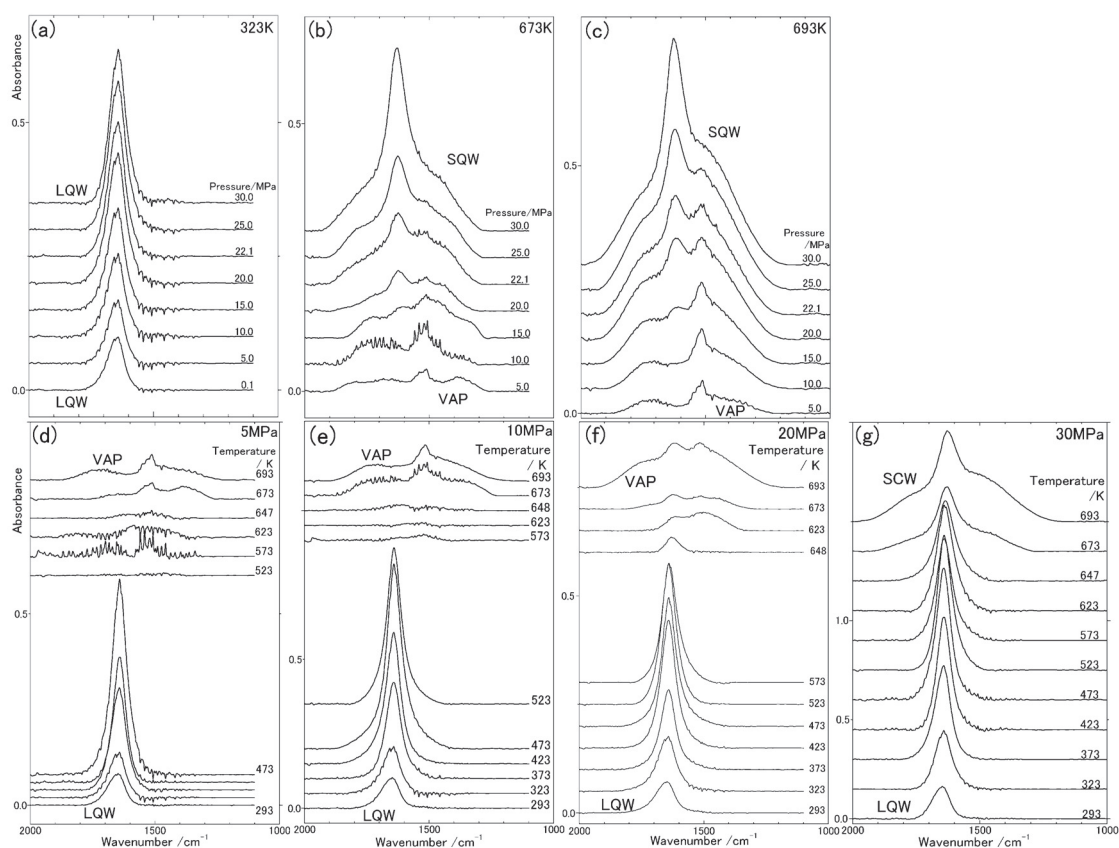 (a)
323K
Absorbance
0.5
LQW
Pressure/MPa
30.0
25.0
22.1
20.0
15.0
10.0
5.0
0.1
0.0
LQW
(b)
673K
0.5
SQW
Pressure/MPa
30.0
25.0
22.1
20.0
15.0
10.0
5.0
0.0
VAP
(c)
693K
SQW
0.5
Pressure
/MPa
30.0
25.0
22.1
20.0
15.0
10.0
5.0
0.0
VAP
(d)
5MPa
Absorbance
Temperature
/ K
VAP
693
673
647
623
573
523
0.5
473
0.0
293
LQW
2000
1500
1000
Wavenumber /cm⁻¹
(e)
10MPa
Temperature
/ K
VAP
693
673
648
623
573
0.5
523
473
423
373
323
0.0
293
LQW
2000
1500
1000
Wavenumber /cm⁻¹
(f)
20MPa
Temperature
/ K
VAP
693
673
623
648
0.5
573
523
473
423
373
323
LQW
0.0
293
2000
1500
1000
Wavenumber /cm⁻¹
(g)
30MPa
SCW
Temperature
/K
693
673
647
623
1.0
573
523
473
0.5
423
373
323
LQW
0.0
293
2000
1500
1000
Wavenumber /cm⁻¹